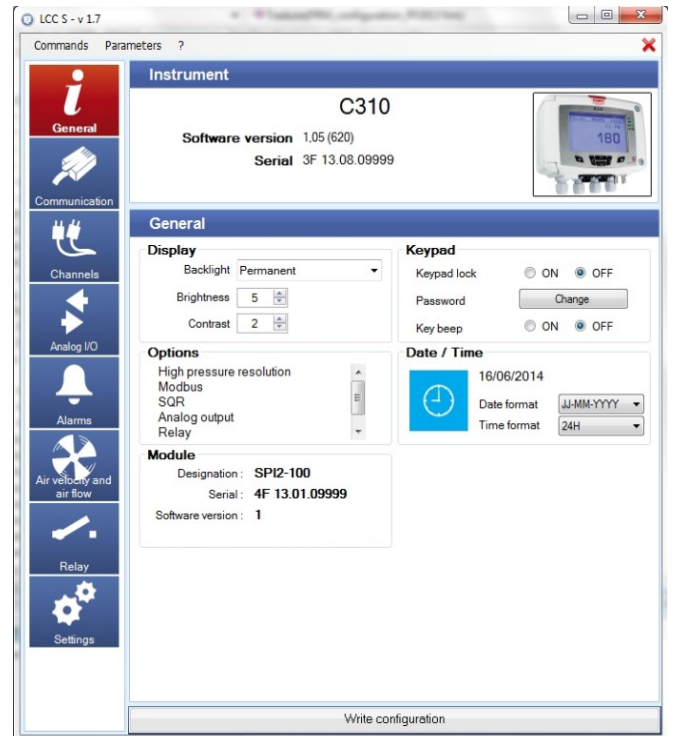 LCC S - v 1.7
Commands Parameters ?
General
Communication
Channels
Analog I/O
Alarms
Air velocity and
air flow
Relay
Settings
Instrument
C310
Software version 1,05 (620)
Serial 3F 13.08.09999
180
General
Display
Backlight Permanent
Brightness 5
Contrast 2
Keypad
Keypad lock ON OFF
Password Change
Key beep ON OFF
Options
High pressure resolution
Modbus
SQR
Analog output
Relay
Date / Time
16/06/2014
Date format JJ-MM-YYYY
Time format 24H
Module
Designation : SPI2-100
Serial : 4F 13.01.09999
Software version : 1
Write configuration